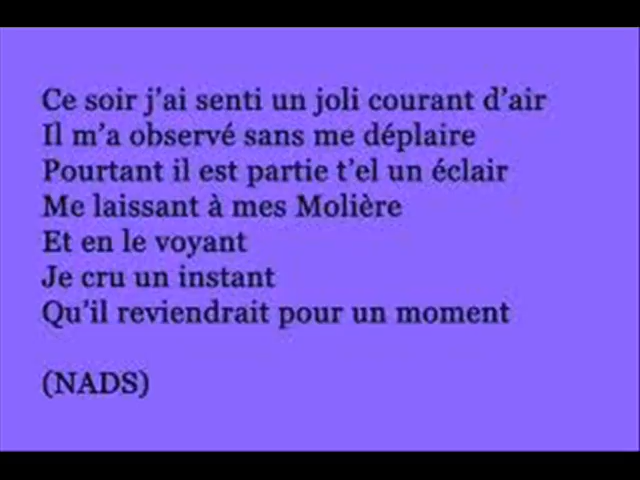 Ce soir j’ai senti un joli courant d’air
Il m’a observé sans me déplaire
Pourtant il est partie t’el un éclair
Me laissant à mes Molière
Et en le voyant
Je cru un instant
Qu’il reviendrait pour un moment
(NADS)